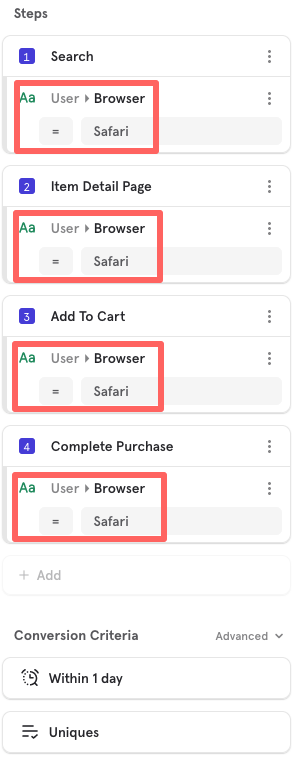 Steps
1 Search
Aa User Browser
= Safari
2 Item Detail Page
Aa User Browser
= Safari
3 Add To Cart
Aa User Browser
= Safari
4 Complete Purchase
Aa User Browser
= Safari
+ Add
Conversion Criteria Advanced
Within 1 day
Uniques